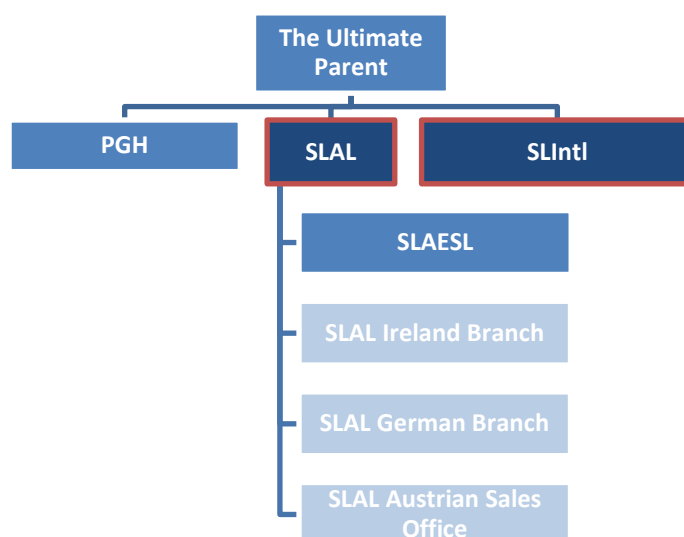 The Ultimate
Parent
PGH
SLAL
SLIntl
SLAESL
SLAL Ireland Branch
SLAL German Branch
SLAL Austrian Sales
Office